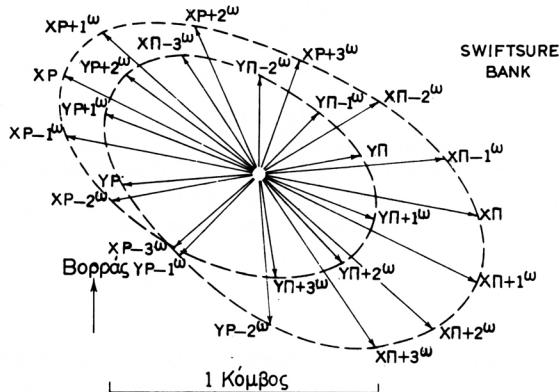 ΧΡ+1ω
ΧΡ+2ω
ΧΠ-3ω
ΧΡ+3ω
SWIFTSURE
BANK
ΧΡ
ΥΡ+2ω
ΥΠ-2ω
ΥΡ+1ω
ΥΠ-1ω
ΧΠ-2ω
ΧΡ-1ω
ΥΠ
ΧΠ-1ω
ΥΡ
ΧΡ-2ω
ΥΠ+1ω
ΧΠ
ΧΡ-3ω
Βορράς
ΥΡ-1ω
ΥΠ+3ω
ΥΠ+2ω
ΧΠ+1ω
ΥΡ-2ω
ΧΠ+2ω
ΧΠ+3ω
1 Κόμβος